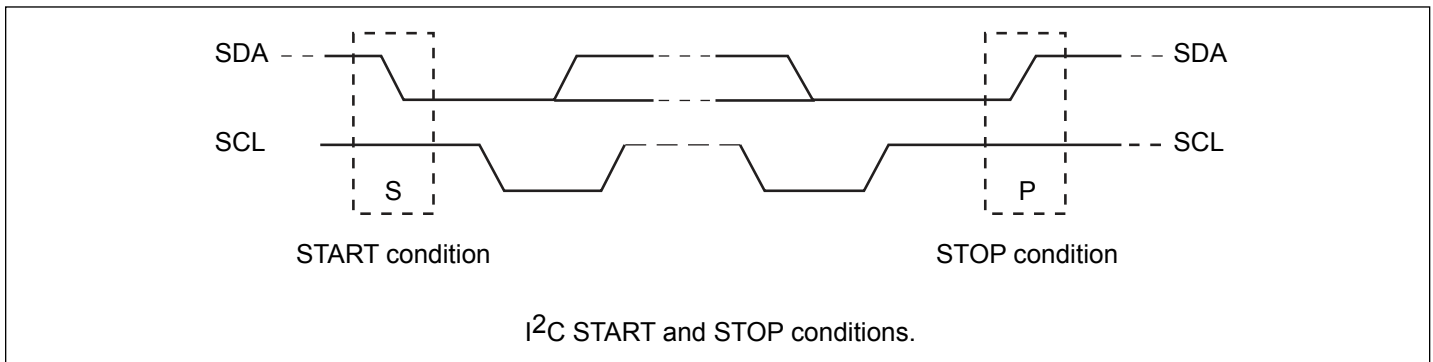 SDA SDA
SCL SCL
S P
START condition STOP condition
I²C START and STOP conditions.